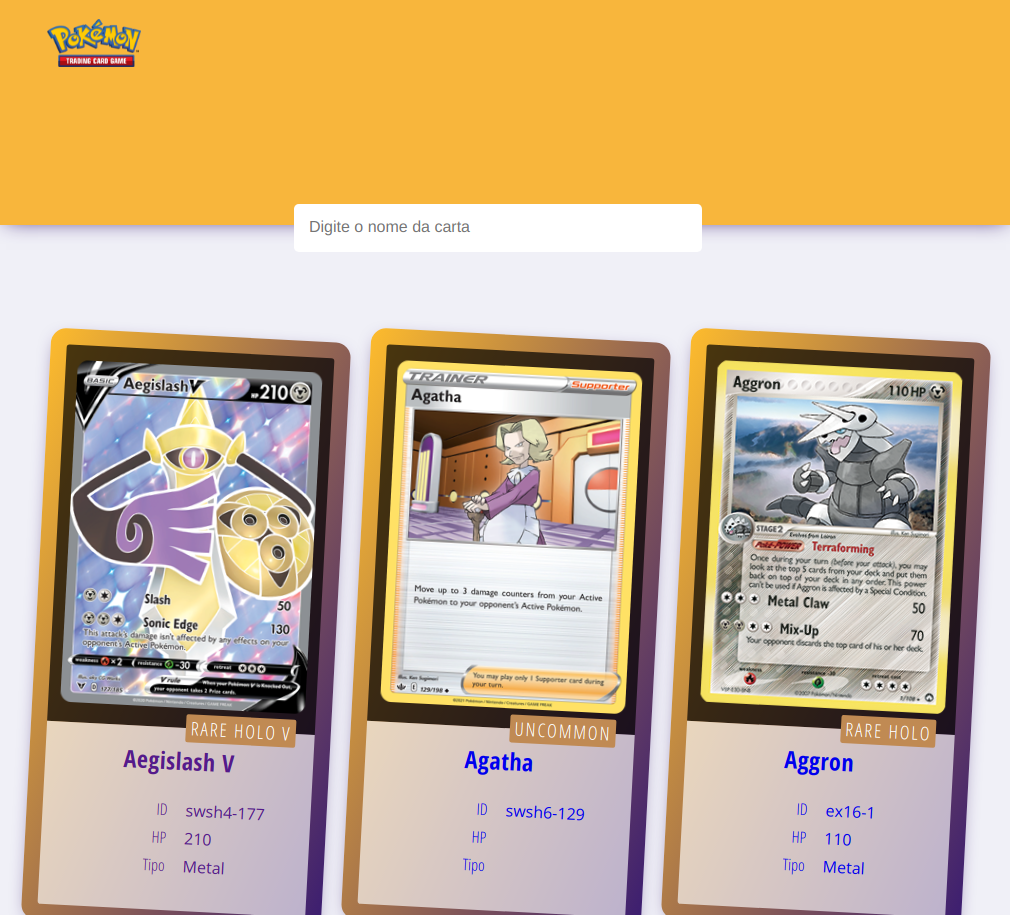 Pokémon
TRADING CARD GAME
Digite o nome da carta
BASIC Aegislash V HP 210
Slash 50
Sonic Edge 130
This attack's damage isn't affected by any effects on your
opponent's Active Pokémon.
weakness ×2 resistance -30 retreat
V rule
When your Pokémon V is Knocked Out,
your opponent takes 2 Prize cards.
RARE HOLO V
Aegislash V
ID swsh4-177
HP 210
Tipo Metal
TRAINER Supporter
Agatha
Move up to 3 damage counters from your Active
Pokémon to your opponent's Active Pokémon.
Illus. Ken Sugimori
129/198
You may play only 1 Supporter card during
your turn.
UNCOMMON
Agatha
ID swsh6-129
HP
Tipo
Aggron 110 HP
STAGE 2 Evolves from Lairon
Poké-POWER Terraforming
Once during your turn (before your attack), you may
look at the top 5 cards from your deck and put them
back on top of your deck in any order. This power
can't be used if Aggron is affected by a Special Condition.
Metal Claw 50
Mix-Up 70
Your opponent discards the top card of his or her deck.
weakness resistance -30 retreat cost
©2007 Pokémon/Nintendo
1/108
RARE HOLO
Aggron
ID ex16-1
HP 110
Tipo Metal